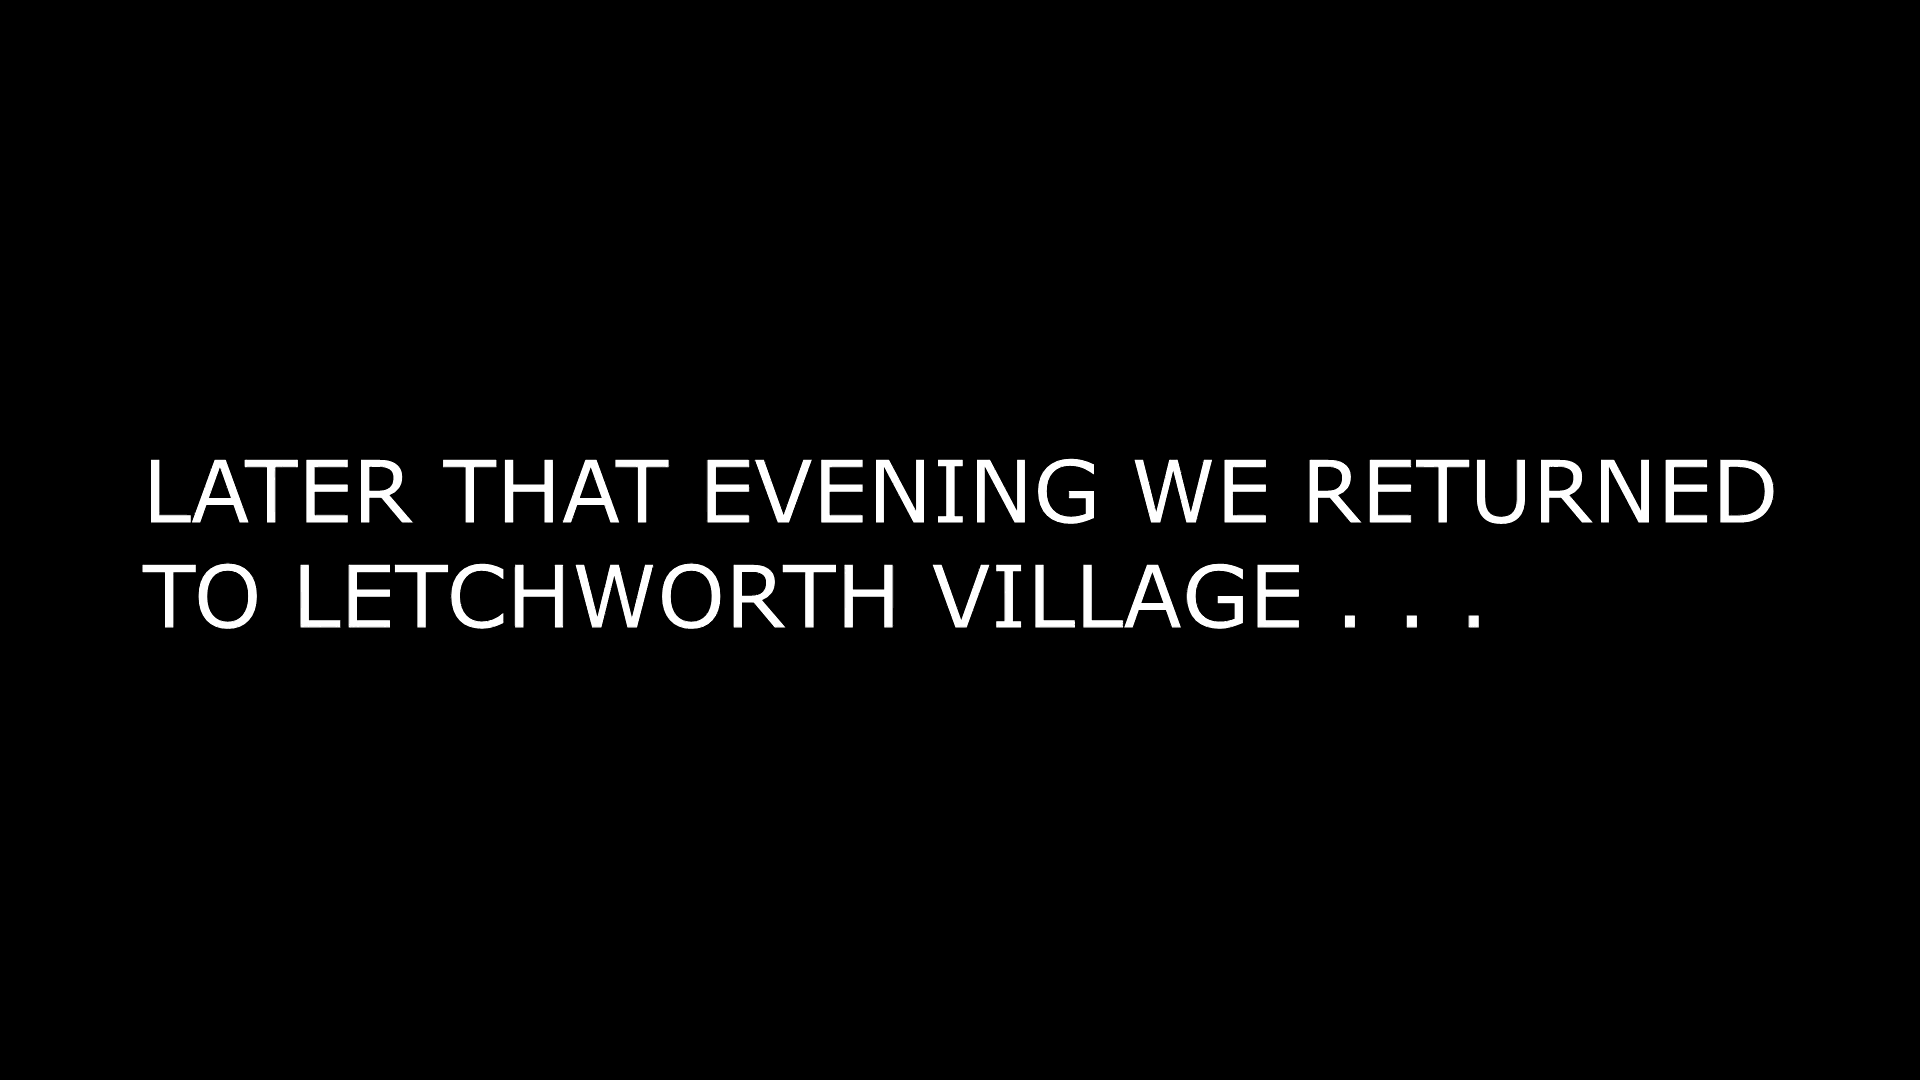 LATER THAT EVENING WE RETURNED
TO LETCHWORTH VILLAGE . . .